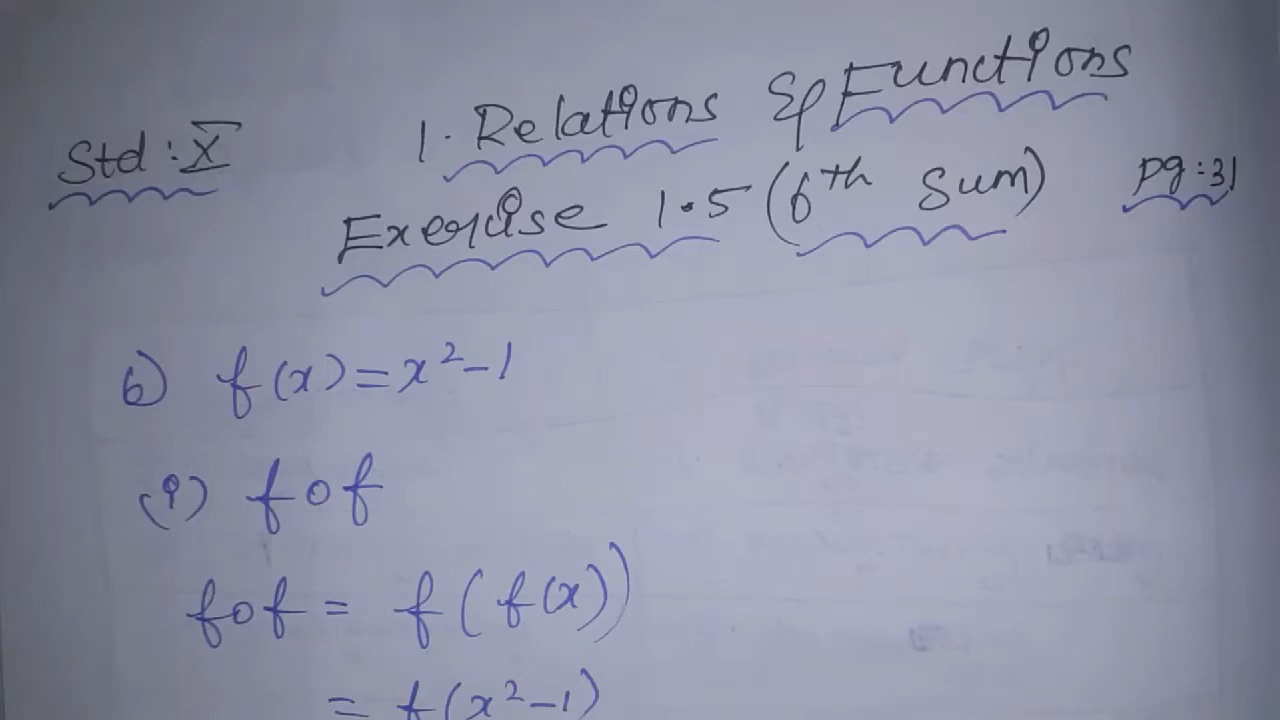 1. Relations & Functions
Std : X
Exercise 1.5 (6th Sum)
pg:31
6) f(x) = x² - 1
(i) fof
fof = f(f(x))
= f(x² - 1)